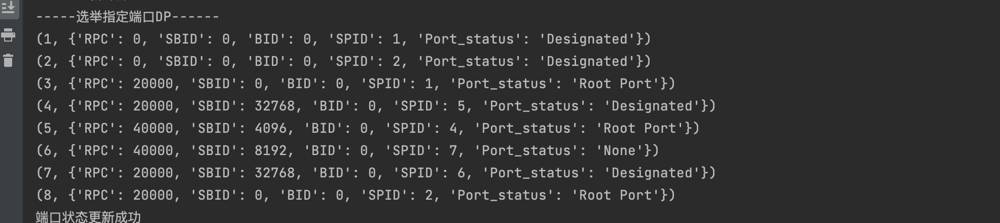 -----选举指定端口DP------
(1, {'RPC': 0, 'SBID': 0, 'BID': 0, 'SPID': 1, 'Port_status': 'Designated'})
(2, {'RPC': 0, 'SBID': 0, 'BID': 0, 'SPID': 2, 'Port_status': 'Designated'})
(3, {'RPC': 20000, 'SBID': 0, 'BID': 0, 'SPID': 1, 'Port_status': 'Root Port'})
(4, {'RPC': 20000, 'SBID': 32768, 'BID': 0, 'SPID': 5, 'Port_status': 'Designated'})
(5, {'RPC': 40000, 'SBID': 4096, 'BID': 0, 'SPID': 4, 'Port_status': 'Root Port'})
(6, {'RPC': 40000, 'SBID': 8192, 'BID': 0, 'SPID': 7, 'Port_status': 'None'})
(7, {'RPC': 20000, 'SBID': 32768, 'BID': 0, 'SPID': 6, 'Port_status': 'Designated'})
(8, {'RPC': 20000, 'SBID': 0, 'BID': 0, 'SPID': 2, 'Port_status': 'Root Port'})
端口状态更新成功